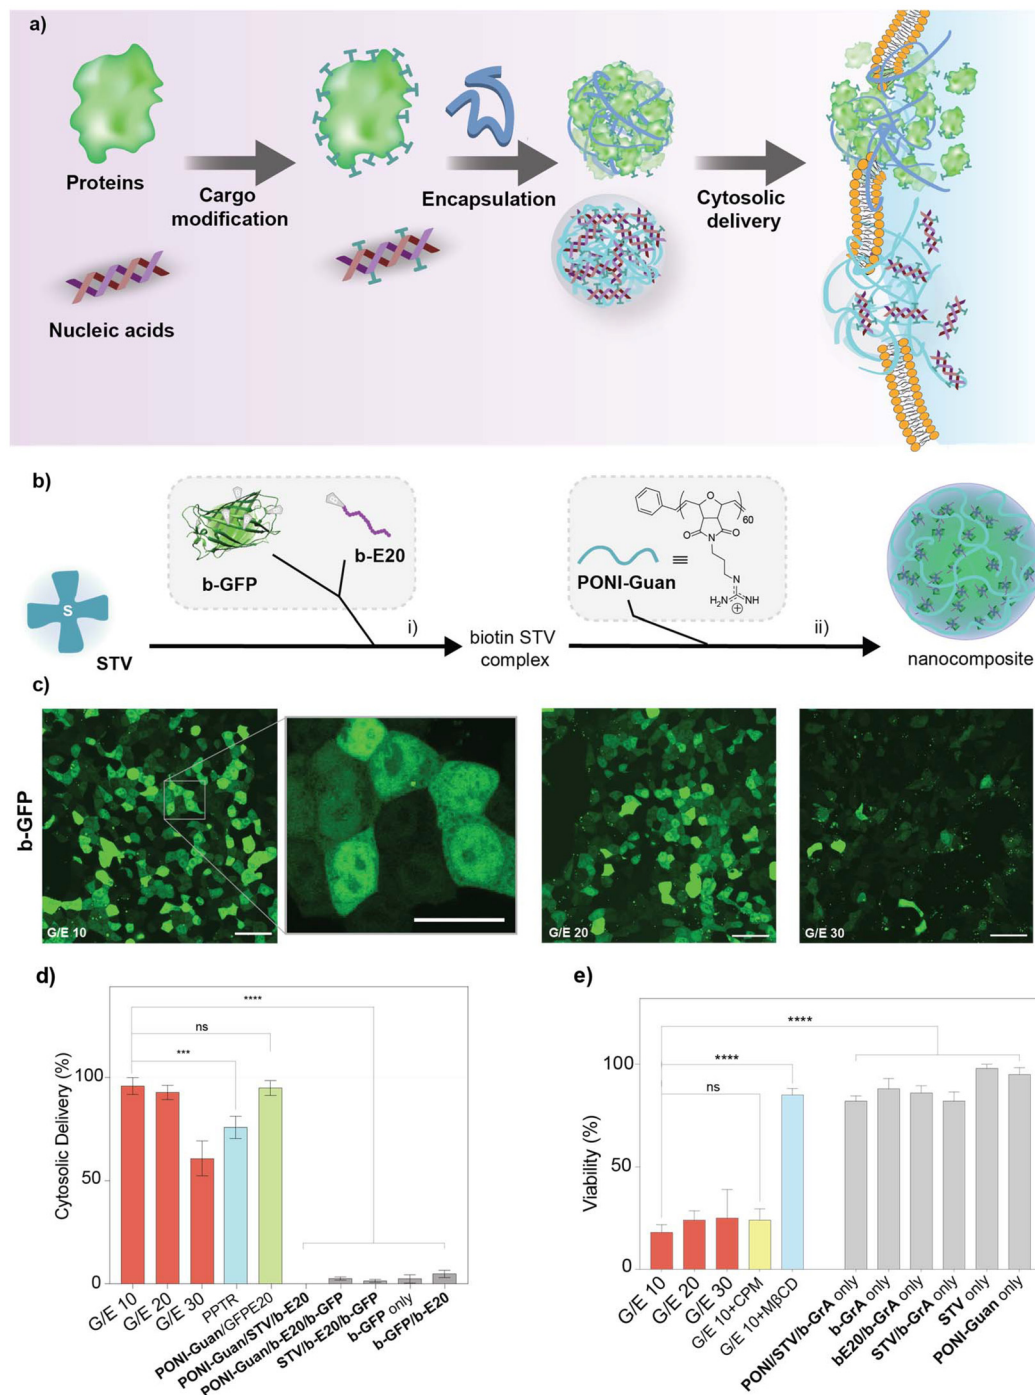 a)
Proteins
Cargo
modification
Encapsulation
Cytosolic
delivery
Nucleic acids
b)
S
STV
b-GFP
b-E20
i)
biotin STV
complex
PONI-Guan
≡
O
60
O
N
O
N
H₂N
NH
⊕
ii)
nanocomposite
c)
b-GFP
G/E 10
G/E 20
G/E 30
d)
Cytosolic Delivery (%)
100
50
0
****
ns
***
G/E 10
G/E 20
G/E 30
PPTR
PONI-Guan/GFPE20
PONI-Guan/STV/b-E20
PONI-Guan/b-E20/b-GFP
STV/b-E20/b-GFP
b-GFP only
b-GFP/b-E20
e)
Viability (%)
100
50
0
****
****
ns
G/E 10
G/E 20
G/E 30
G/E 10+CPM
G/E 10+MβCD
PONI/STV/b-GrA only
b-GrA only
bE20/b-GrA only
STV/b-GrA only
STV only
PONI-Guan only